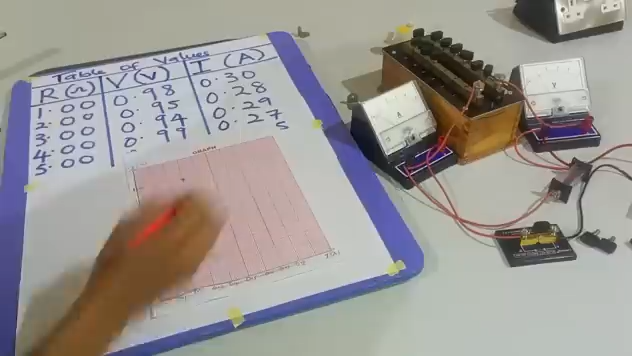 Table of Values
R(Ω) V(V) I (A)
1.00 0.98 0.30
2.00 0.95 0.28
3.00 0.94 0.29
4.00 0.99 0.27
5.00 5
GRAPH
A
V